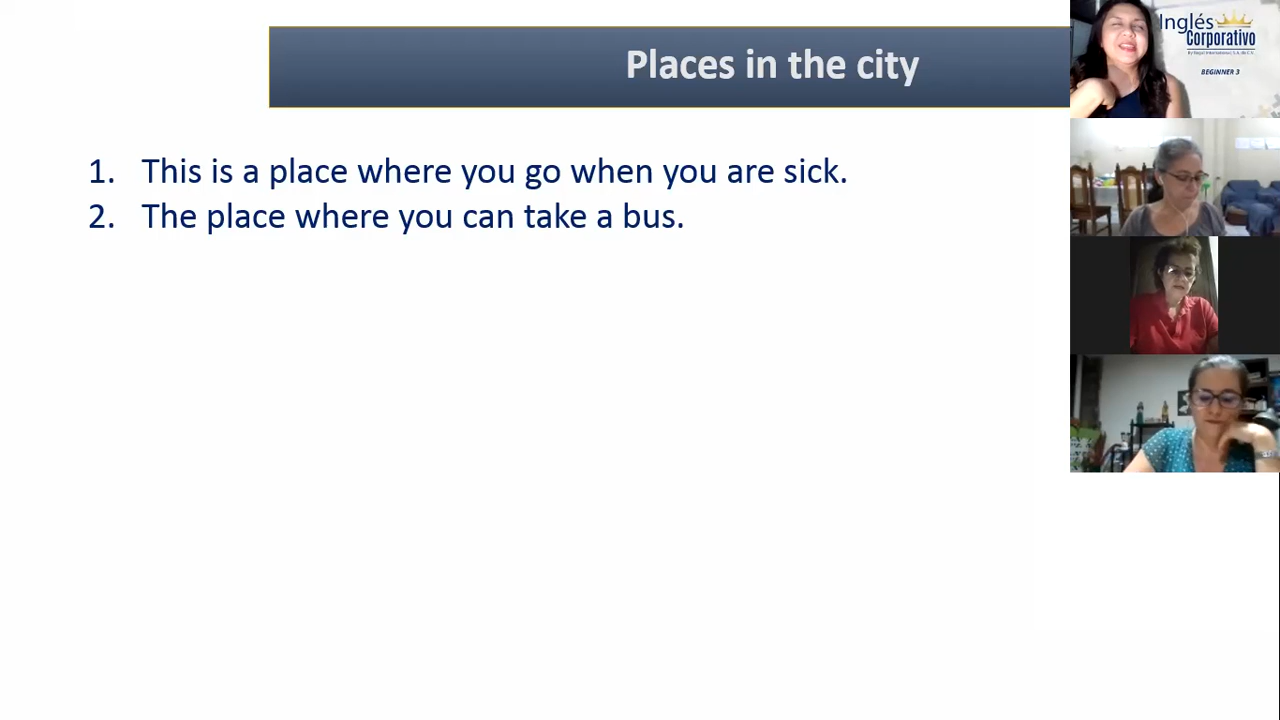 Places in the city
Inglés
Corporativo
BEGINNER 3
1. This is a place where you go when you are sick.
2. The place where you can take a bus.